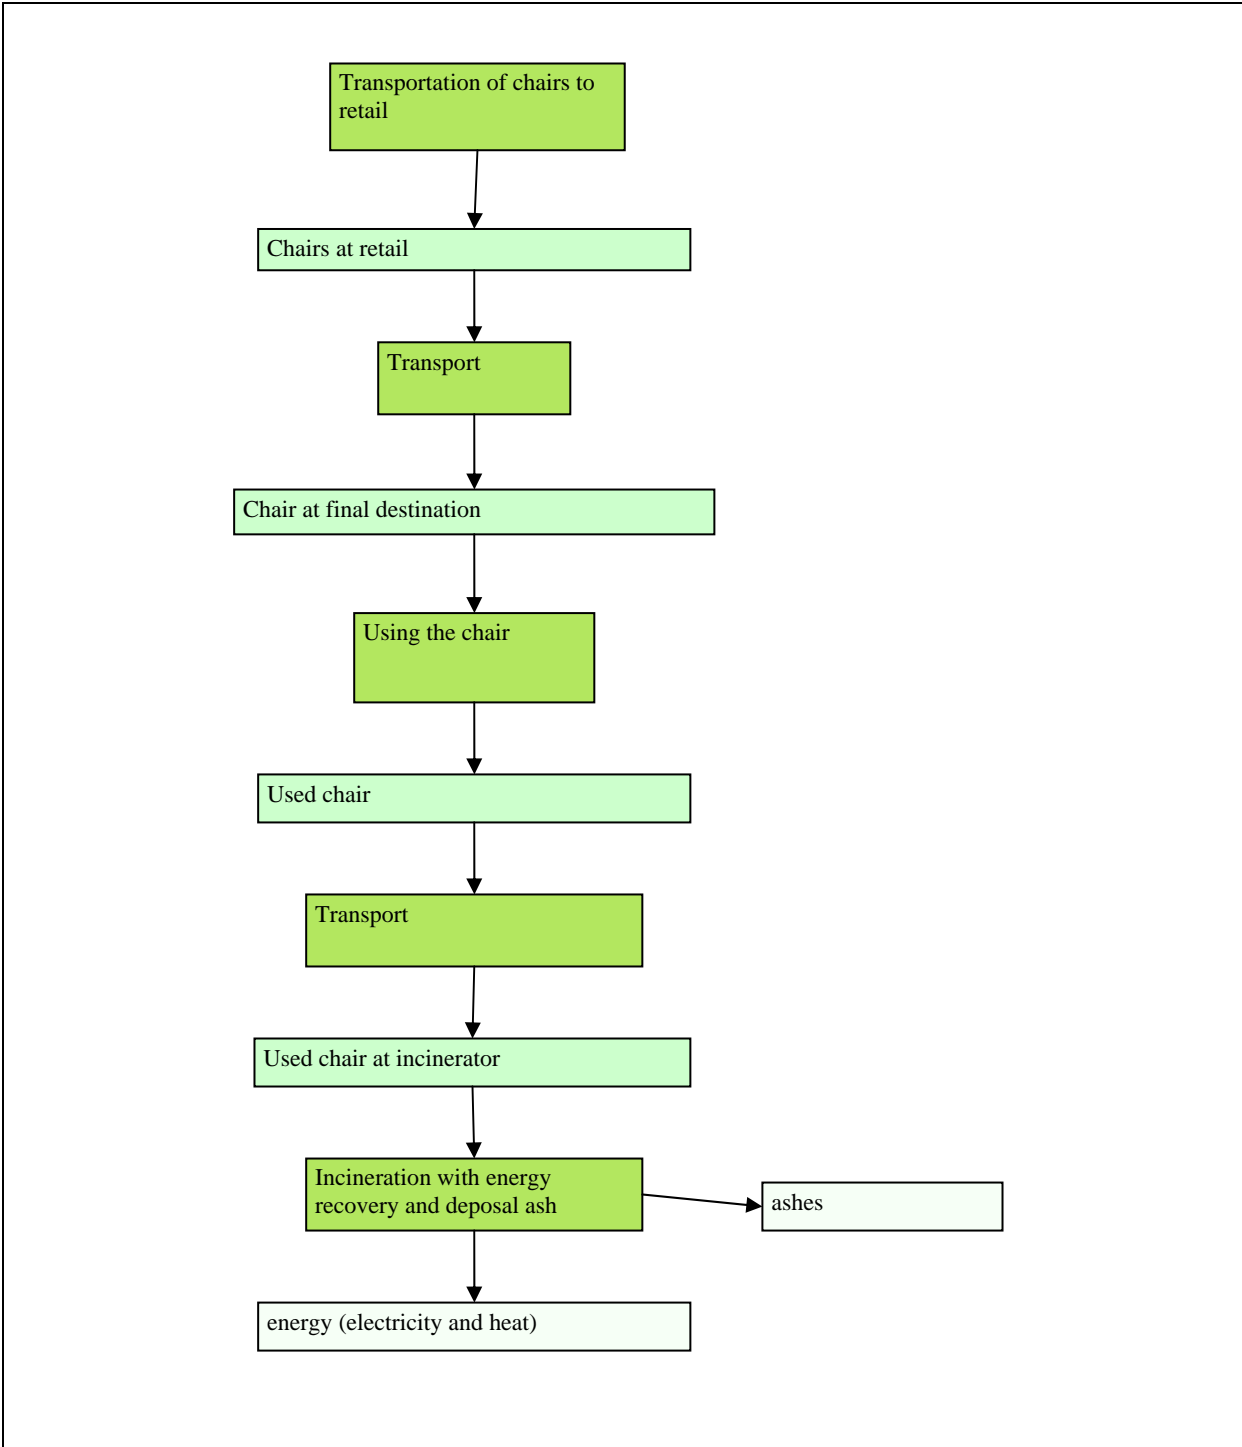 Transportation of chairs to
retail
Chairs at retail
Transport
Chair at final destination
Using the chair
Used chair
Transport
Used chair at incinerator
Incineration with energy
recovery and deposal ash
ashes
energy (electricity and heat)